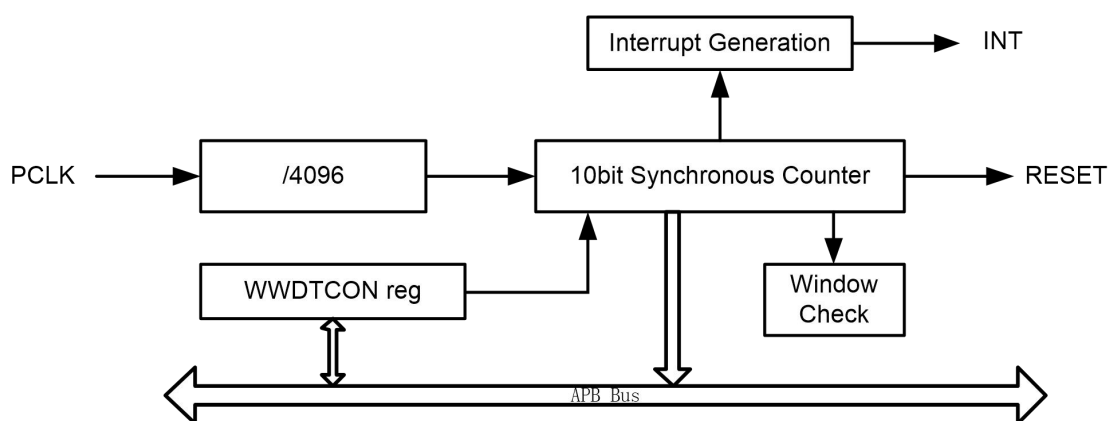 Interrupt Generation
INT
PCLK
/4096
10bit Synchronous Counter
RESET
WWDTCON reg
Window
Check
APB Bus